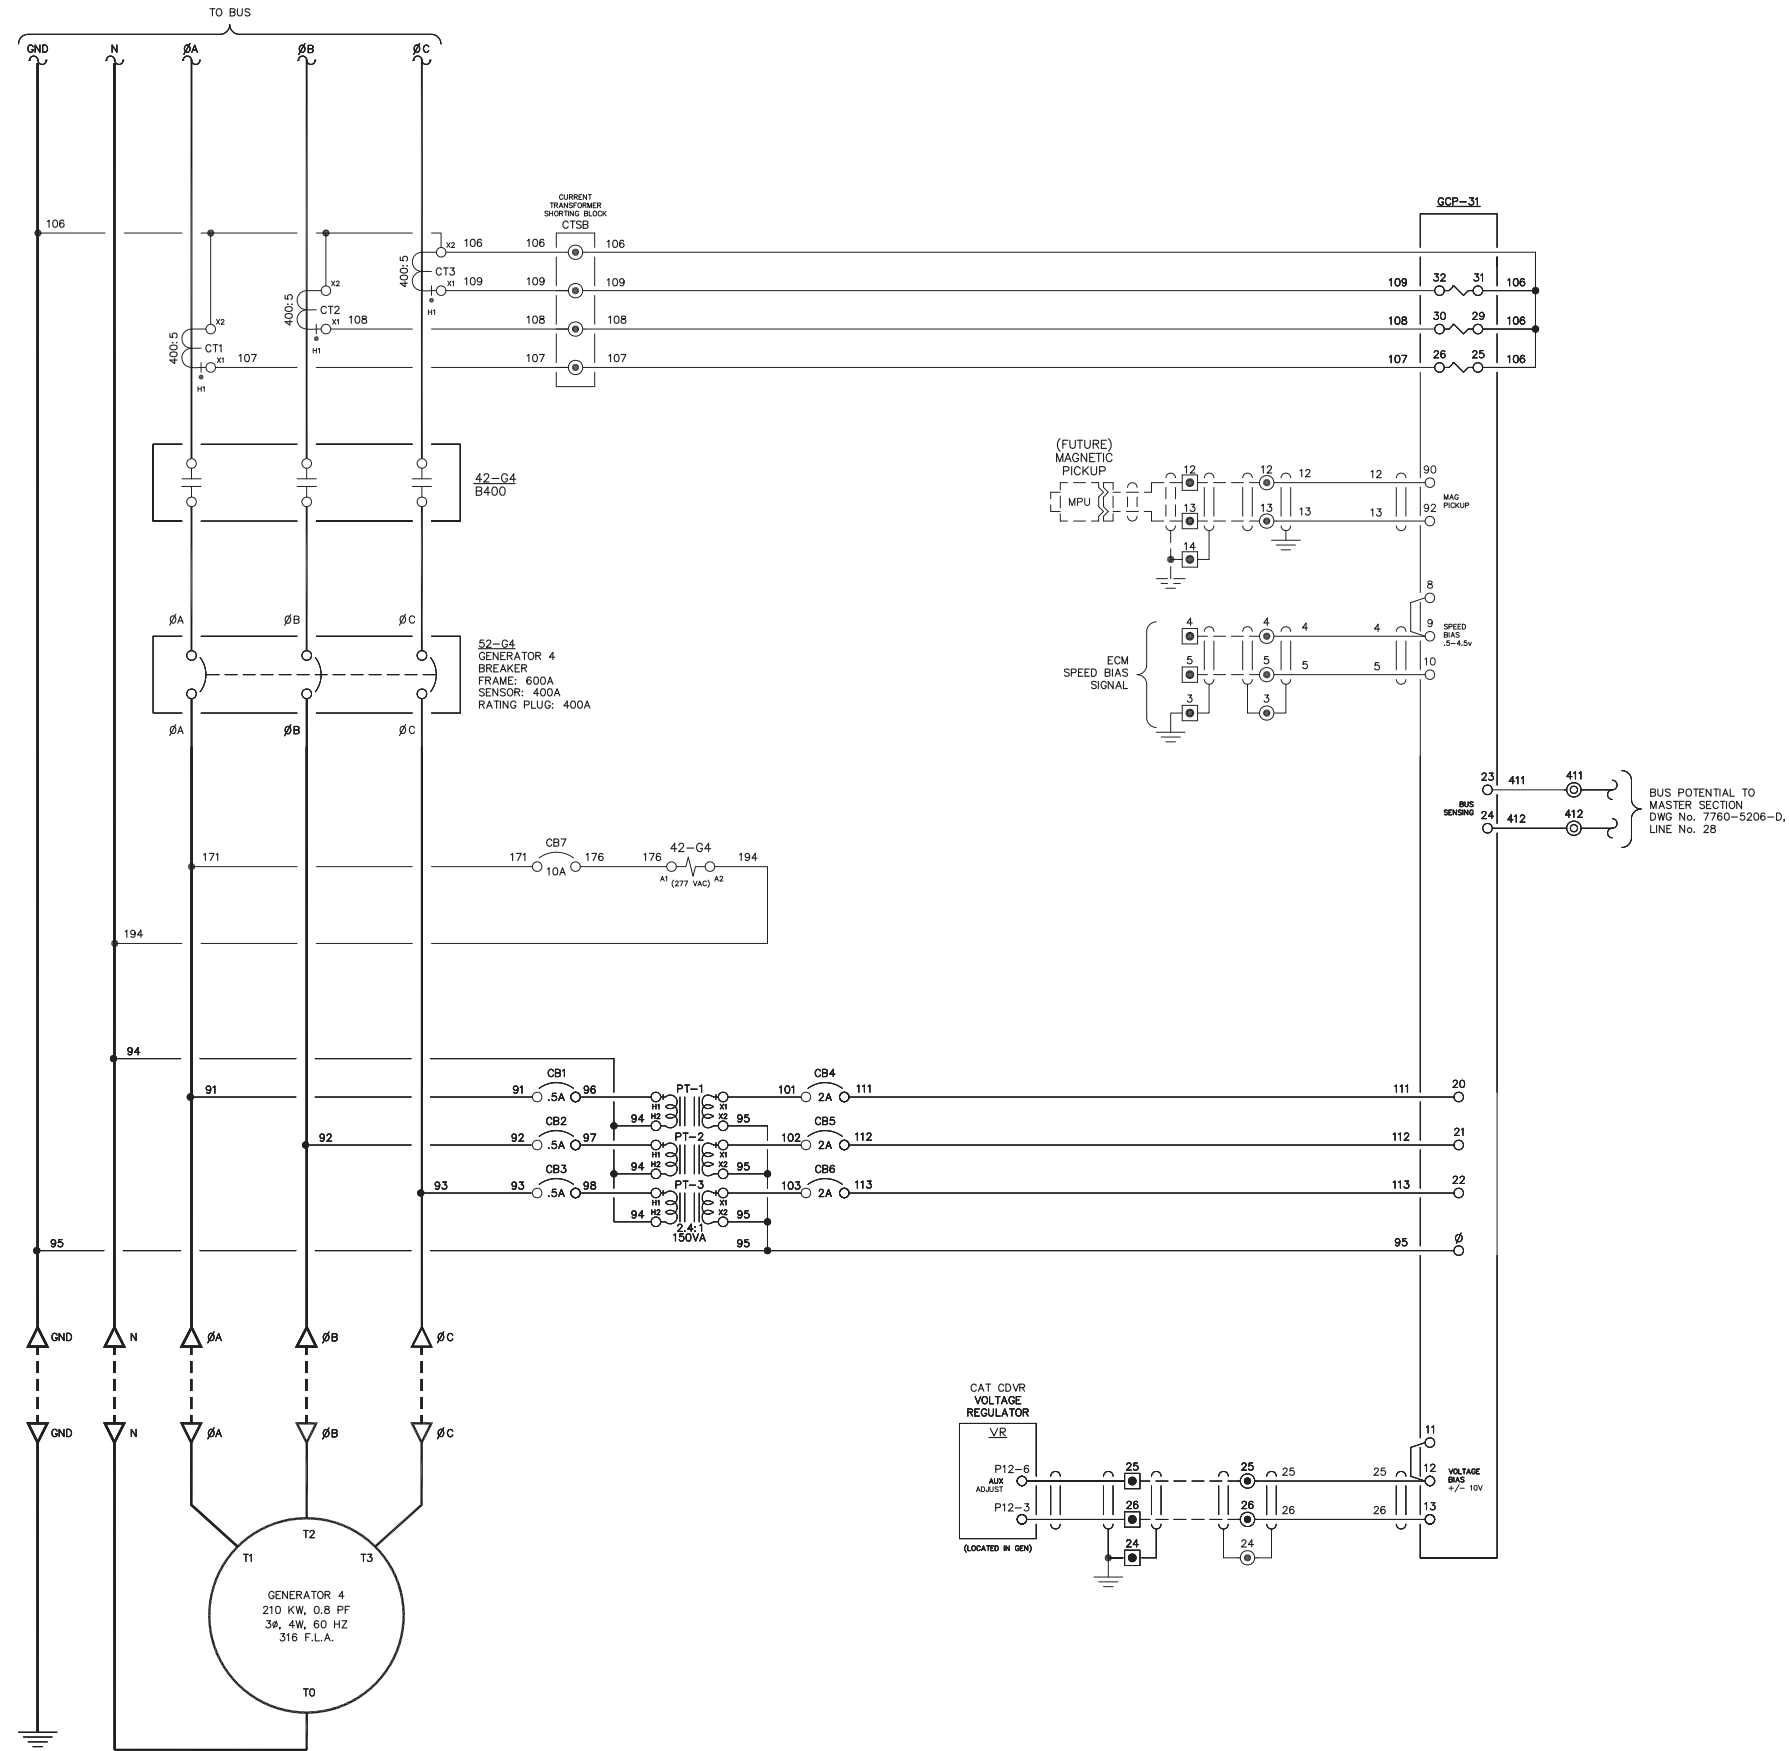 TO BUS
GND N ØA ØB ØC
106
CURRENT
TRANSFORMER
SHORTING BLOCK
CTSB
GCP-31
X2 106 106 106
400:5 CT3
X1 109 109 109 109 32 31 106
H1
X2
400:5 CT2
X1 108 108 108 108 30 29 106
H1
X2
400:5 CT1
X1 107 107 107 107 26 25 106
H1
42-G4
B400
(FUTURE)
MAGNETIC
PICKUP
MPU
12 12 12 12 90
MAG
PICKUP
13 13 13 13 92
14
8
ØA ØB ØC
52-G4
GENERATOR 4
BREAKER
FRAME: 600A
SENSOR: 400A
RATING PLUG: 400A
ØA ØB ØC
ECM
SPEED BIAS
SIGNAL
4 4 4 4 9
SPEED
BIAS
.5-4.5v
5 5 5 5 10
3 3
BUS
SENSING
23 411 411
24 412 412
BUS POTENTIAL TO
MASTER SECTION
DWG No. 7760-5206-D,
LINE No. 28
171 171 CB7 10A 176 176 42-G4 194
A1 (277 VAC) A2
194
94
91 91 CB1 .5A 96 PT-1 101 CB4 2A 111 111 20
H1 X1
H2 X2
94 95
92 92 CB2 .5A 97 PT-2 102 CB5 2A 112 112 21
H1 X1
H2 X2
94 95
93 93 CB3 .5A 98 PT-3 103 CB6 2A 113 113 22
H1 X1
H2 X2
94 95
2.4:1
150VA
95 95 95 Ø
GND N ØA ØB ØC
GND N ØA ØB ØC
CAT CDVR
VOLTAGE
REGULATOR
VR
11
P12-6 25 25 25 25 12
AUX
ADJUST
VOLTAGE
BIAS
+/- 10V
P12-3 26 26 26 26 13
(LOCATED IN GEN)
24 24
T1 T2 T3
GENERATOR 4
210 KW, 0.8 PF
3ø, 4W, 60 HZ
316 F.L.A.
T0